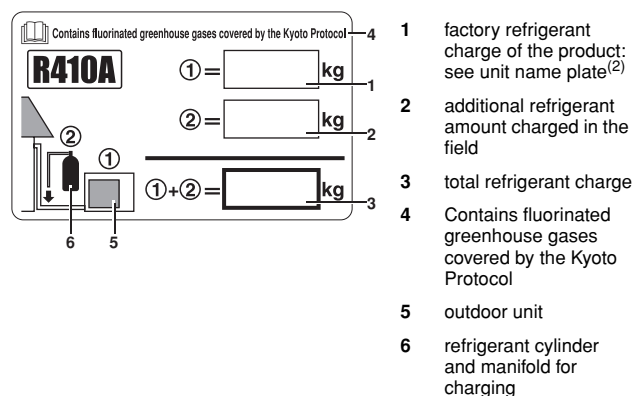 Contains fluorinated greenhouse gases covered by the Kyoto Protocol 4
R410A
①= kg 1
②= kg 2
②
①
①+②= kg 3
6 5
1 factory refrigerant
charge of the product:
see unit name plate(2)
2 additional refrigerant
amount charged in the
field
3 total refrigerant charge
4 Contains fluorinated
greenhouse gases
covered by the Kyoto
Protocol
5 outdoor unit
6 refrigerant cylinder
and manifold for
charging